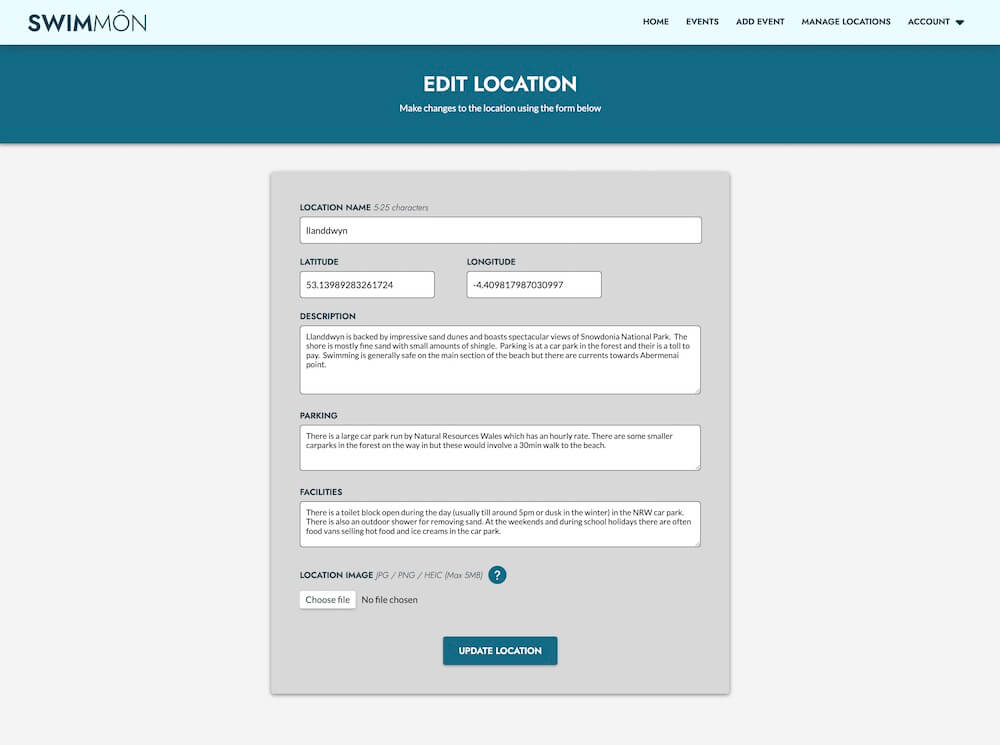 SWIMMÔN
HOME EVENTS ADD EVENT MANAGE LOCATIONS ACCOUNT
EDIT LOCATION
Make changes to the location using the form below
LOCATION NAME 5-25 characters
llanddwyn
LATITUDE LONGITUDE
53.13989283261724 -4.409817987030997
DESCRIPTION
Llanddwyn is backed by impressive sand dunes and boasts spectacular views of Snowdonia National Park. The
shore is mostly fine sand with small amounts of shingle. Parking is at a car park in the forest and their is a toll to
pay. Swimming is generally safe on the main section of the beach but there are currents towards Abermenai
point.
PARKING
There is a large car park run by Natural Resources Wales which has an hourly rate. There are some smaller
carparks in the forest on the way in but these would involve a 30min walk to the beach.
FACILITIES
There is a toilet block open during the day (usually till around 5pm or dusk in the winter) in the NRW car park.
There is also an outdoor shower for removing sand. At the weekends and during school holidays there are often
food vans selling hot food and ice creams in the car park.
LOCATION IMAGE JPG / PNG / HEIC (Max 5MB) ?
Choose file No file chosen
UPDATE LOCATION